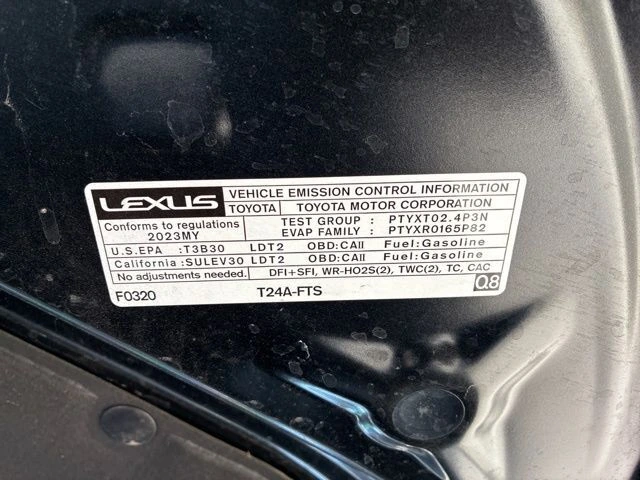 LEXUS VEHICLE EMISSION CONTROL INFORMATION
TOYOTA TOYOTA MOTOR CORPORATION
Conforms to regulations TEST GROUP : PTYXT02.4P3N
2023MY EVAP FAMILY : PTYXR0165P82
U.S.EPA :T3B30 LDT2 OBD:CAII Fuel:Gasoline
California :SULEV30 LDT2 OBD:CAII Fuel:Gasoline
No adjustments needed. DFI+SFI, WR-HO2S(2), TWC(2), TC, CAC
F0320 T24A-FTS 0.8